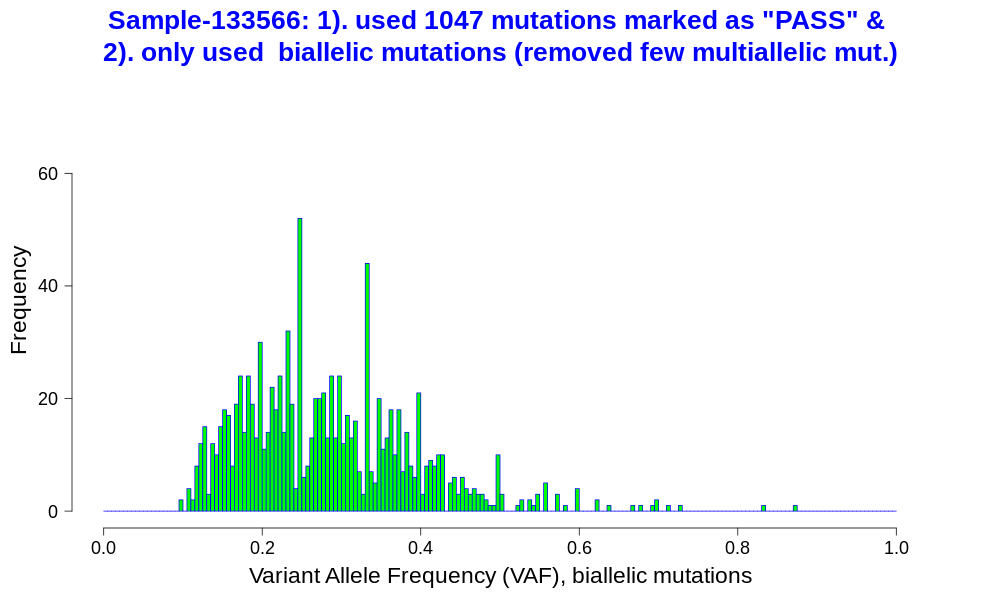 Sample-133566: 1). used 1047 mutations marked as "PASS" &
2). only used  biallelic mutations (removed few multiallelic mut.)
60
40
20
0
Frequency
0.0 0.2 0.4 0.6 0.8 1.0
Variant Allele Frequency (VAF), biallelic mutations